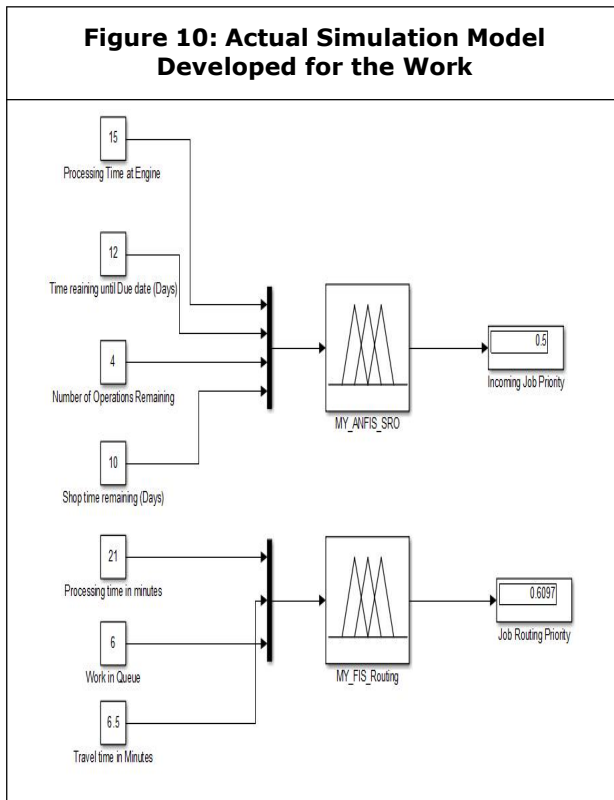 Figure 10: Actual Simulation Model
Developed for the Work
15
Processing Time at Engine
12
Time reaining until Due date (Days)
4
Number of Operations Remaining
10
Shop time remaining (Days)
MY_ANFIS_SRO
0.5
Incoming Job Priority
21
Processing time in minutes
6
Work in Queue
6.5
Travel time in Minutes
MY_FIS_Routing
0.6097
Job Routing Priority